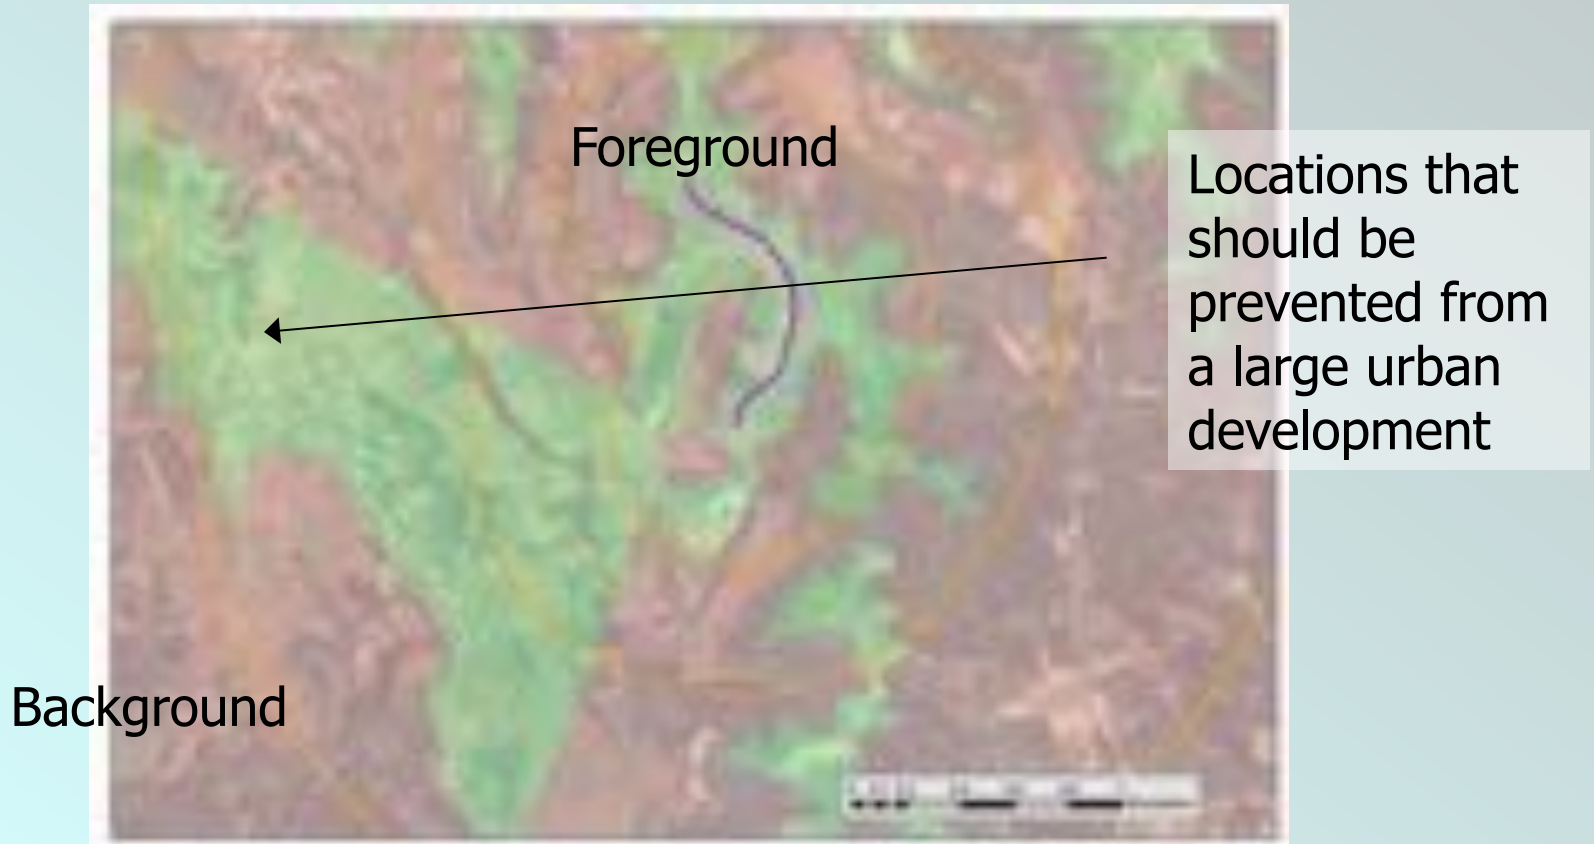 Foreground
Locations that
should be
prevented from
a large urban
development
Background